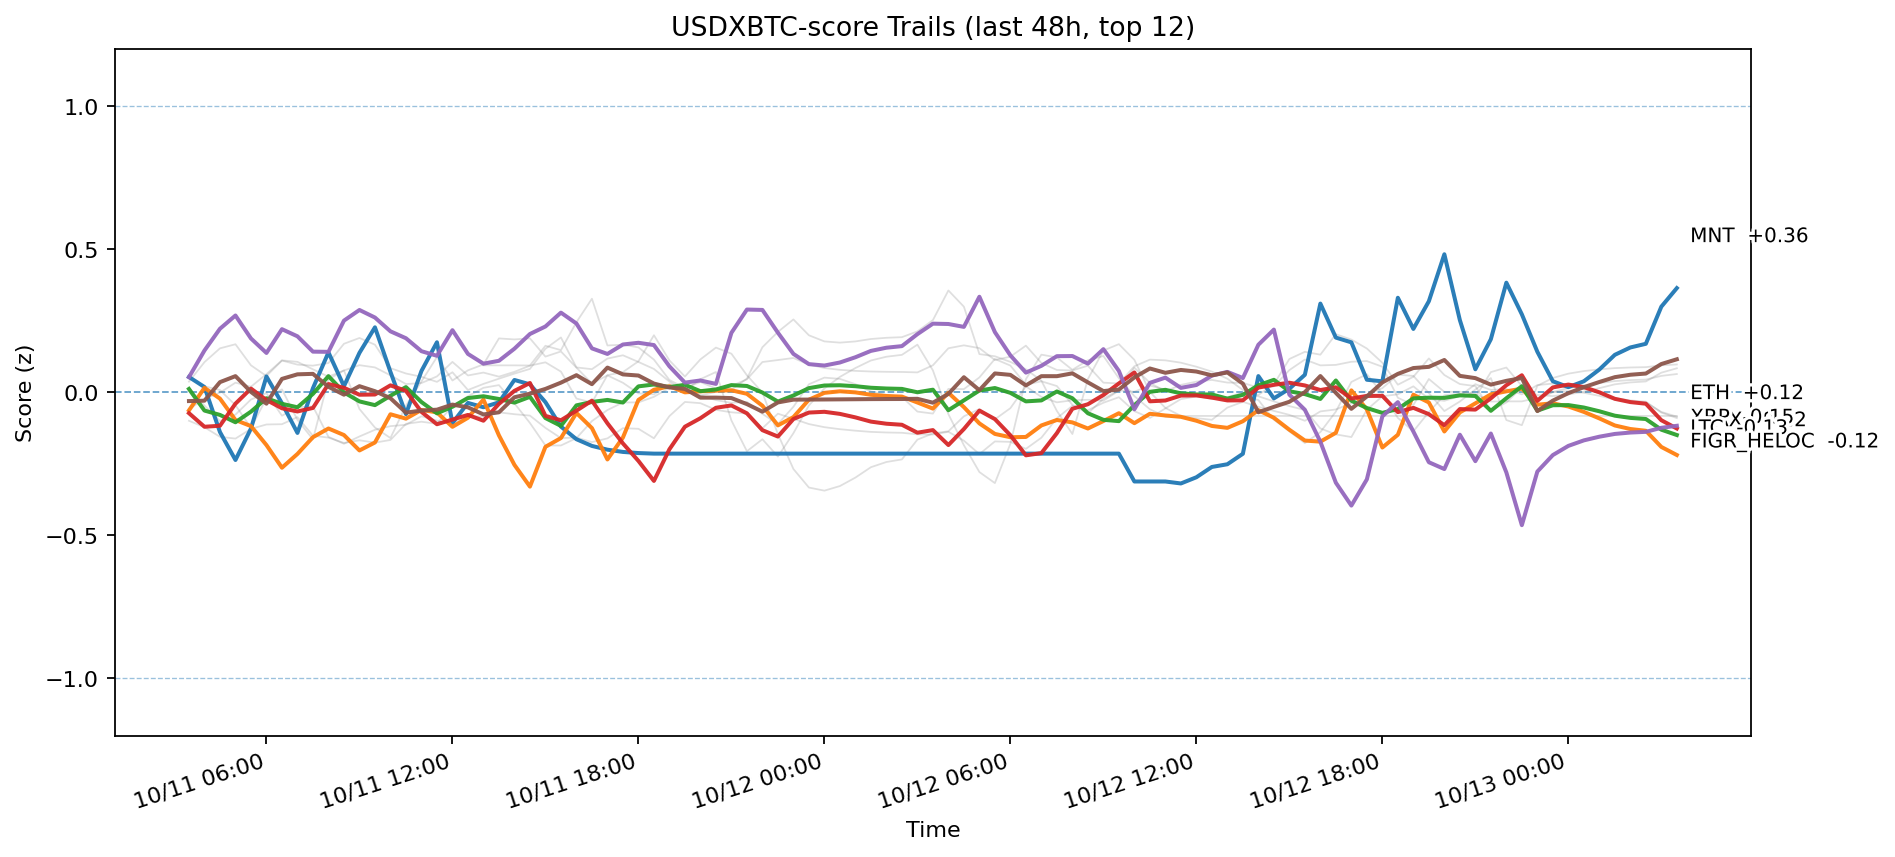 USDXBTC-score Trails (last 48h, top 12)
Score (z)
1.0
0.5
0.0
−0.5
−1.0
MNT +0.36
ETH +0.12
FIGR_HELOC -0.12
10/11 06:00
10/11 12:00
10/11 18:00
10/12 00:00
10/12 06:00
10/12 12:00
10/12 18:00
10/13 00:00
Time